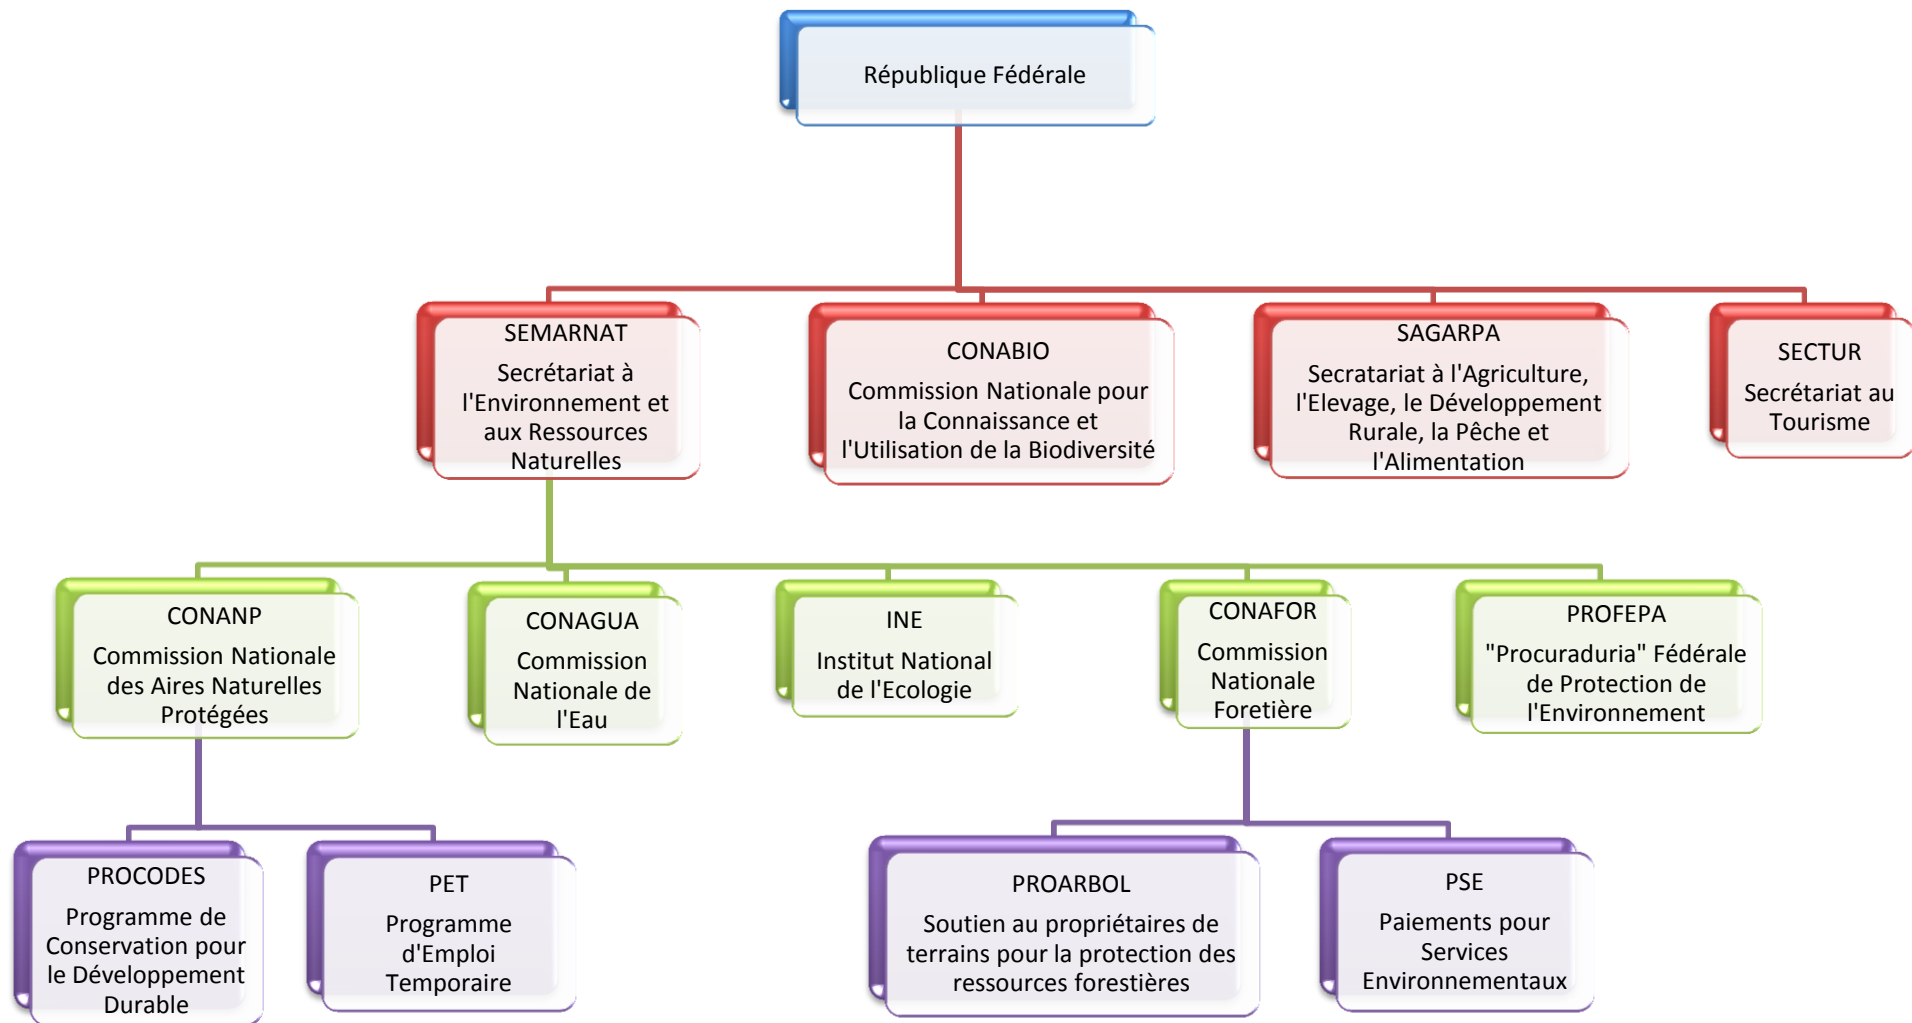 République Fédérale
SEMARNAT
Secrétariat à
l'Environnement et
aux Ressources
Naturelles
CONABIO
Commission Nationale pour
la Connaissance et
l'Utilisation de la Biodiversité
SAGARPA
Secratariat à l'Agriculture,
l'Elevage, le Développement
Rurale, la Pêche et
l'Alimentation
SECTUR
Secrétariat au
Tourisme
CONANP
Commission Nationale
des Aires Naturelles
Protégées
CONAGUA
Commission
Nationale de
l'Eau
INE
Institut National
de l'Ecologie
CONAFOR
Commission
Nationale
Foretière
PROFEPA
"Procuraduria" Fédérale
de Protection de
l'Environnement
PROCODES
Programme de
Conservation pour
le Développement
Durable
PET
Programme
d'Emploi
Temporaire
PROARBOL
Soutien au propriétaires de
terrains pour la protection des
ressources forestières
PSE
Paiements pour
Services
Environnementaux